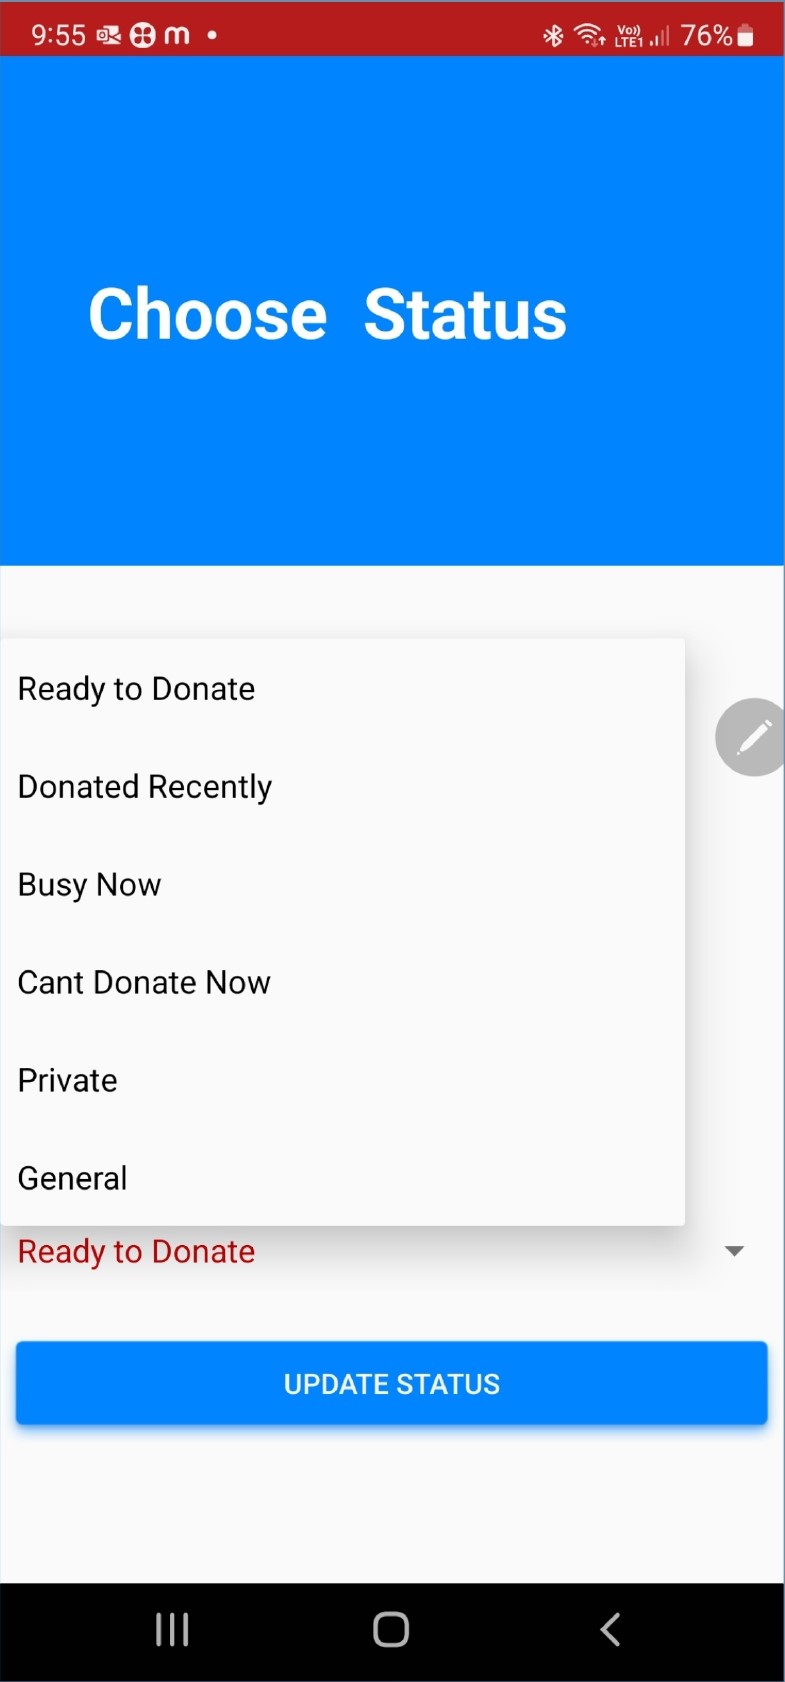 9:55 76%
Vo))
LTE1
Choose Status
Ready to Donate
Donated Recently
Busy Now
Cant Donate Now
Private
General
Ready to Donate
UPDATE STATUS